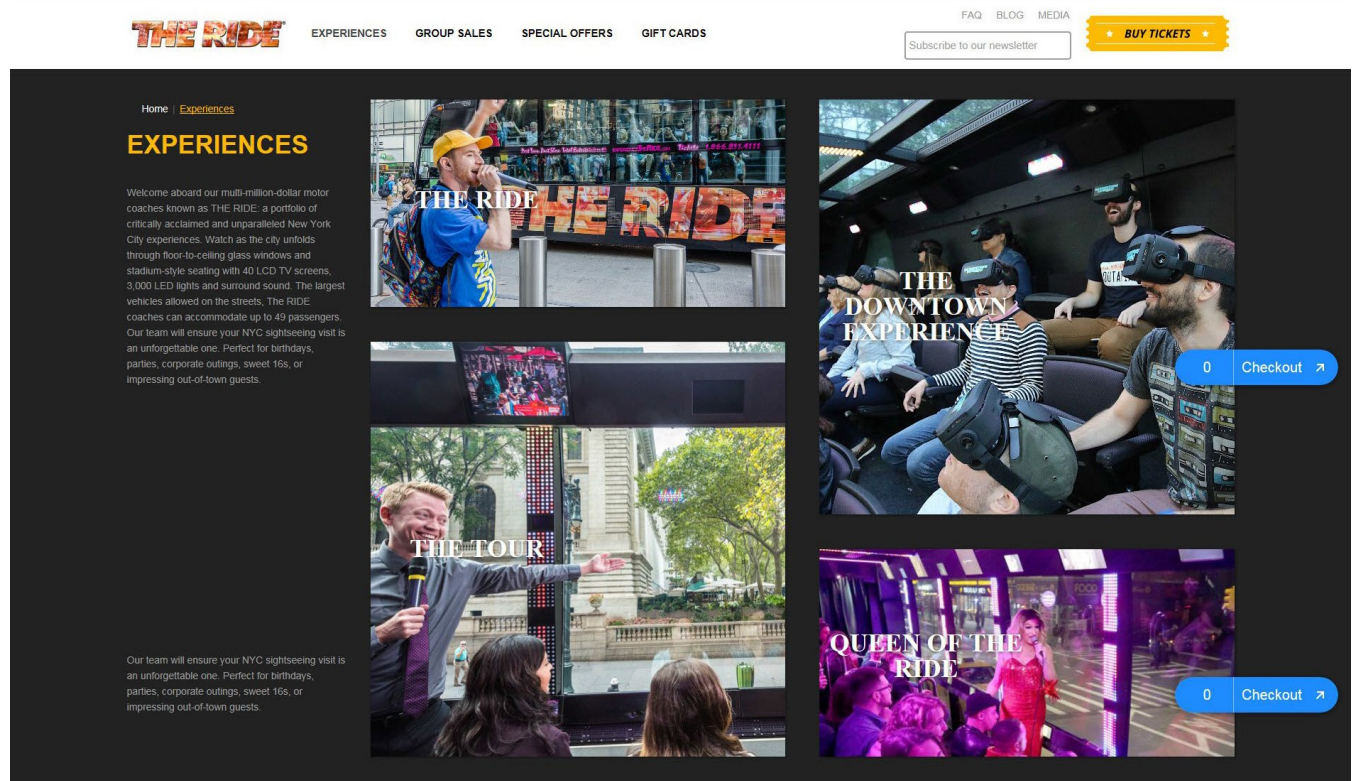 THE RIDE
EXPERIENCES
GROUP SALES
SPECIAL OFFERS
GIFT CARDS
FAQ
BLOG
MEDIA
Subscribe to our newsletter
BUY TICKETS
Home | Experiences
EXPERIENCES
Welcome aboard our multi-million-dollar motor
coaches known as THE RIDE: a portfolio of
critically acclaimed and unparalleled New York
City experiences. Watch as the city unfolds
through floor-to-ceiling glass windows and
stadium-style seating with 40 LCD TV screens,
3,000 LED lights and surround sound. The largest
vehicles allowed on the streets, The RIDE
coaches can accommodate up to 49 passengers.
Our team will ensure your NYC sightseeing visit is
an unforgettable one. Perfect for birthdays,
parties, corporate outings, sweet 16s, or
impressing out-of-town guests.
Our team will ensure your NYC sightseeing visit is
an unforgettable one. Perfect for birthdays,
parties, corporate outings, sweet 16s, or
impressing out-of-town guests.
Tickets 1.866.299.4111
THE RIDE
THE RIDE
THE TOUR
THE
DOWNTOWN
EXPERIENCE
0 Checkout
FOOD
QUEEN OF THE
RIDE
0 Checkout